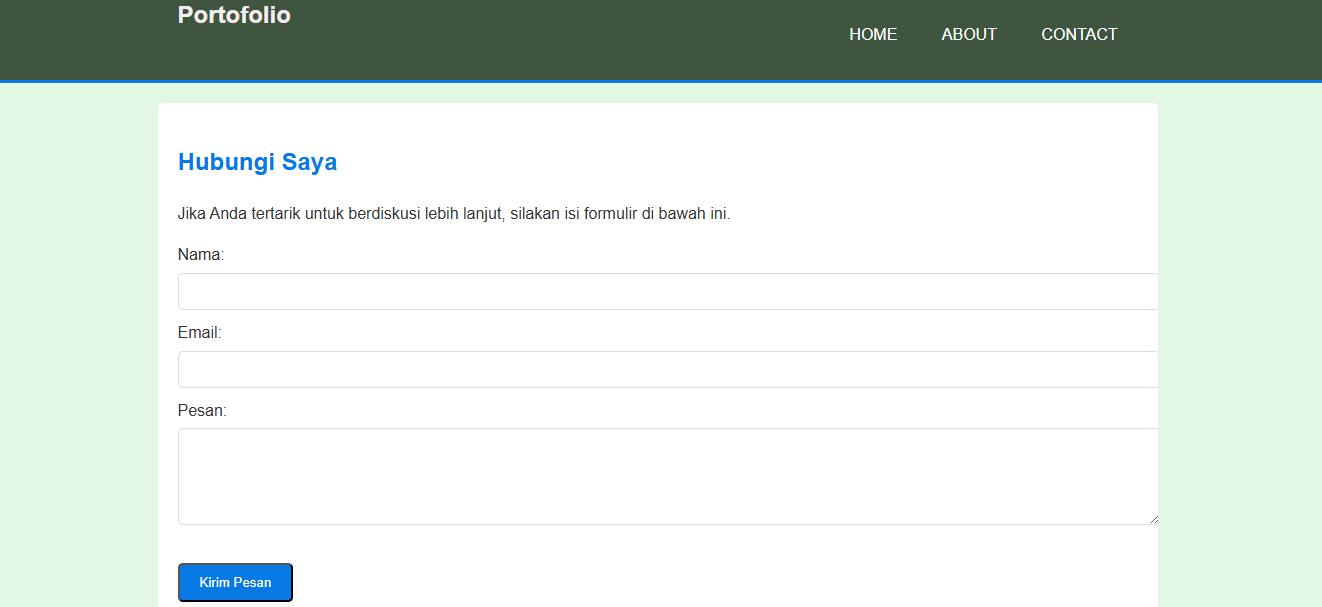 Portofolio
HOME ABOUT CONTACT
Hubungi Saya
Jika Anda tertarik untuk berdiskusi lebih lanjut, silakan isi formulir di bawah ini.
Nama:
Email:
Pesan:
Kirim Pesan